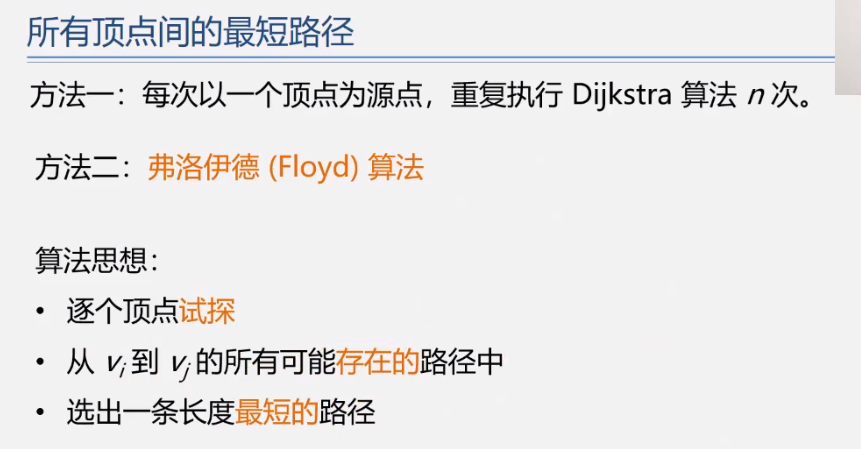 所有顶点间的最短路径
方法一：每次以一个顶点为源点，重复执行 Dijkstra 算法 n 次。
方法二：弗洛伊德 (Floyd) 算法
算法思想：
• 逐个顶点试探
• 从 vi 到 vj 的所有可能存在的路径中
• 选出一条长度最短的路径